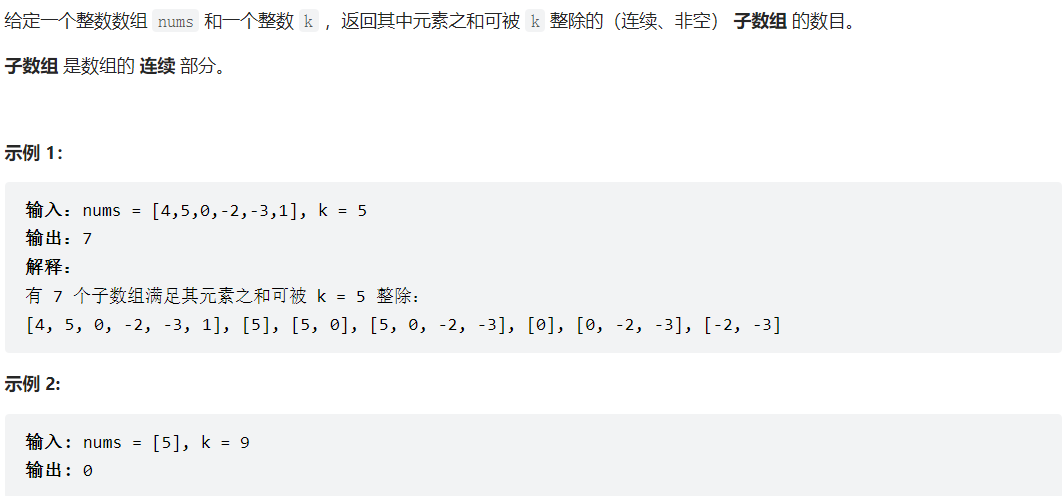 给定一个整数数组 nums 和一个整数 k ，返回其中元素之和可被 k 整除的（连续、非空） 子数组 的数目。
子数组 是数组的 连续 部分。
示例 1：
输入：nums = [4,5,0,-2,-3,1], k = 5
输出：7
解释：
有 7 个子数组满足其元素之和可被 k = 5 整除：
[4, 5, 0, -2, -3, 1], [5], [5, 0], [5, 0, -2, -3], [0], [0, -2, -3], [-2, -3]
示例 2:
输入: nums = [5], k = 9
输出: 0